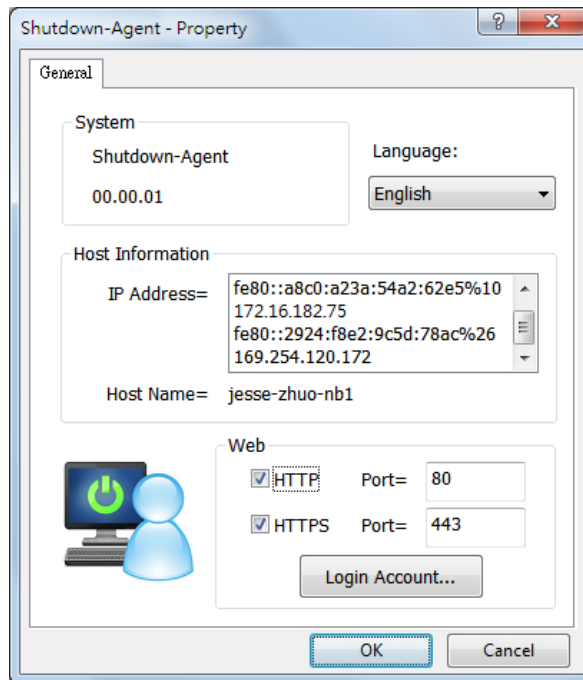 Shutdown-Agent - Property
General
System
Shutdown-Agent
00.00.01
Language:
English
Host Information
IP Address=
fe80::a8c0:a23a:54a2:62e5%10
172.16.182.75
fe80::2924:f8e2:9c5d:78ac%26
169.254.120.172
Host Name= jesse-zhuo-nb1
Web
HTTP Port= 80
HTTPS Port= 443
Login Account...
OK Cancel